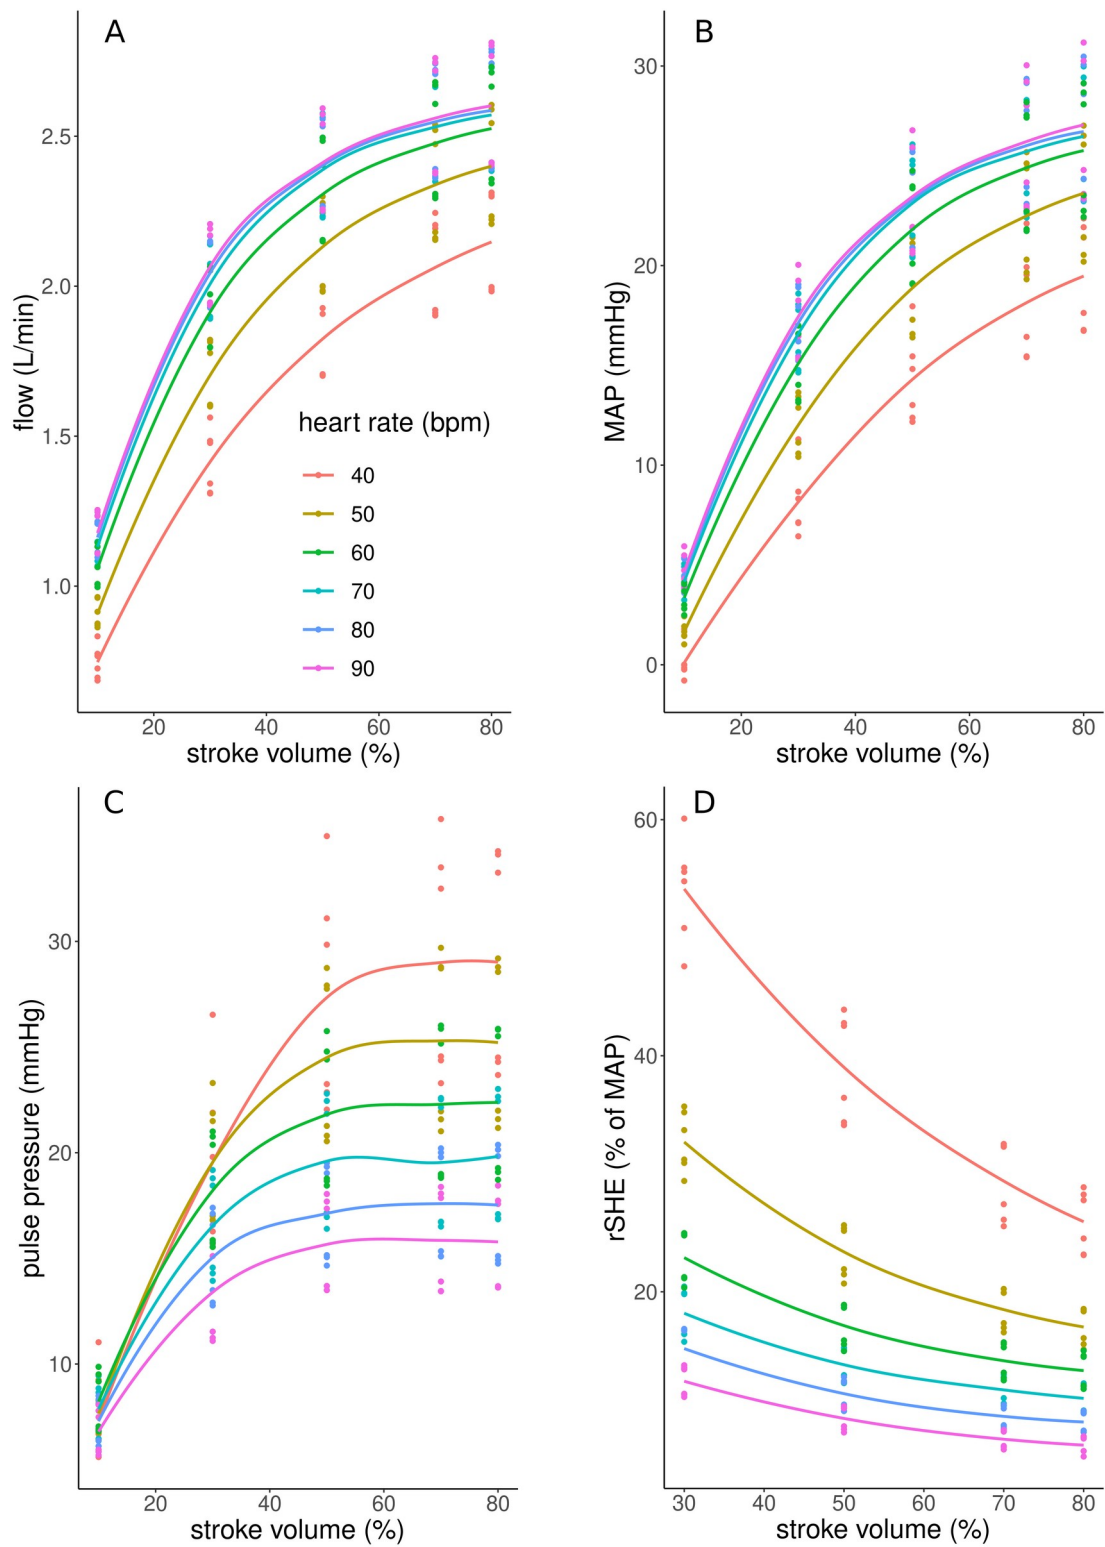 A
flow (L/min)
2.5
2.0
1.5
1.0
heart rate (bpm)
40
50
60
70
80
90
20 40 60 80
stroke volume (%)
B
MAP (mmHg)
30
20
10
0
20 40 60 80
stroke volume (%)
C
pulse pressure (mmHg)
30
20
10
20 40 60 80
stroke volume (%)
D
rSHE (% of MAP)
60
40
20
30 40 50 60 70 80
stroke volume (%)